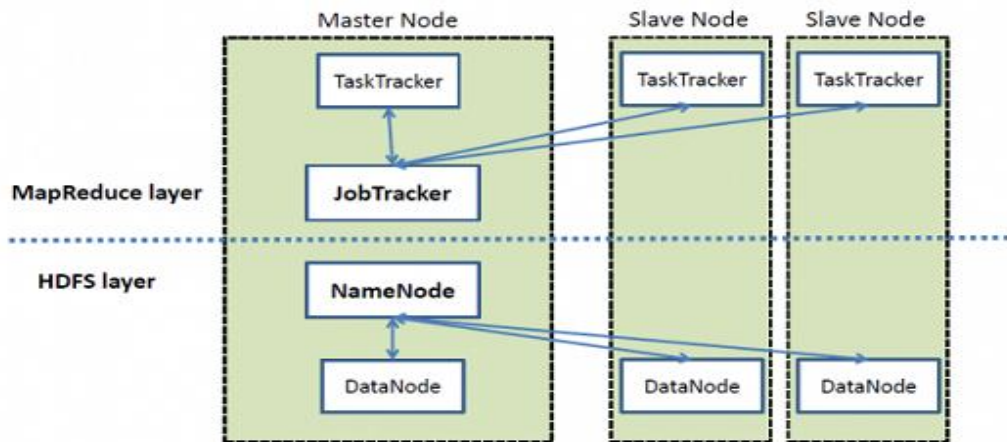 Master Node
Slave Node
Slave Node
TaskTracker
TaskTracker
TaskTracker
MapReduce layer
JobTracker
HDFS layer
NameNode
DataNode
DataNode
DataNode